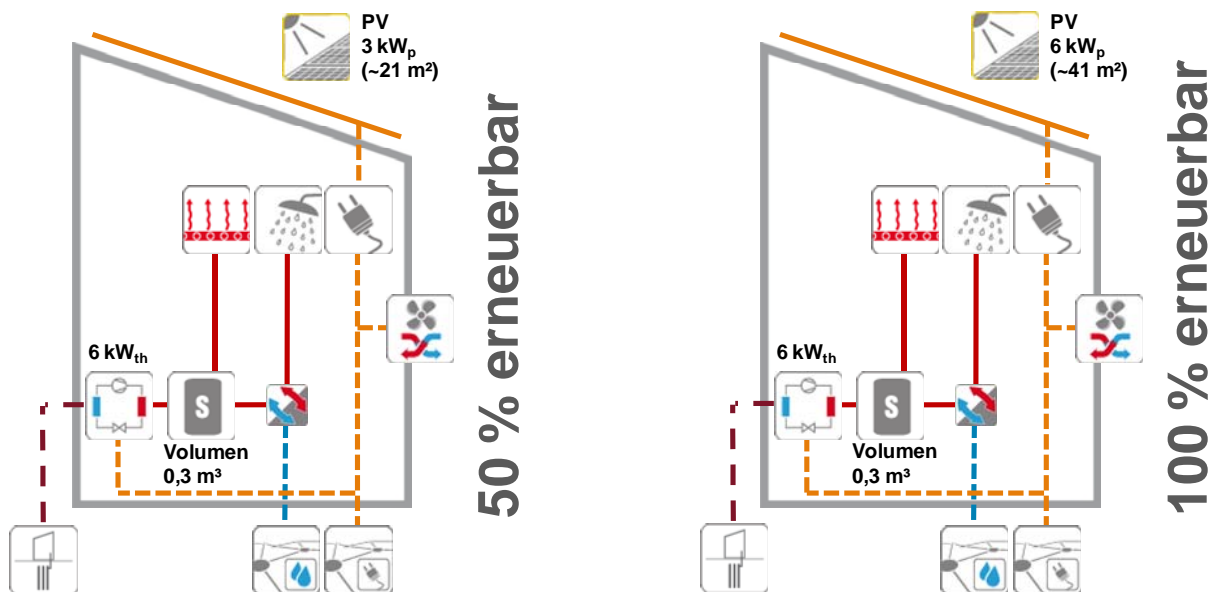 PV
3 kWp
(~21 m²)
6 kWth
S
Volumen
0,3 m³
50 % erneuerbar
PV
6 kWp
(~41 m²)
6 kWth
S
Volumen
0,3 m³
100 % erneuerbar